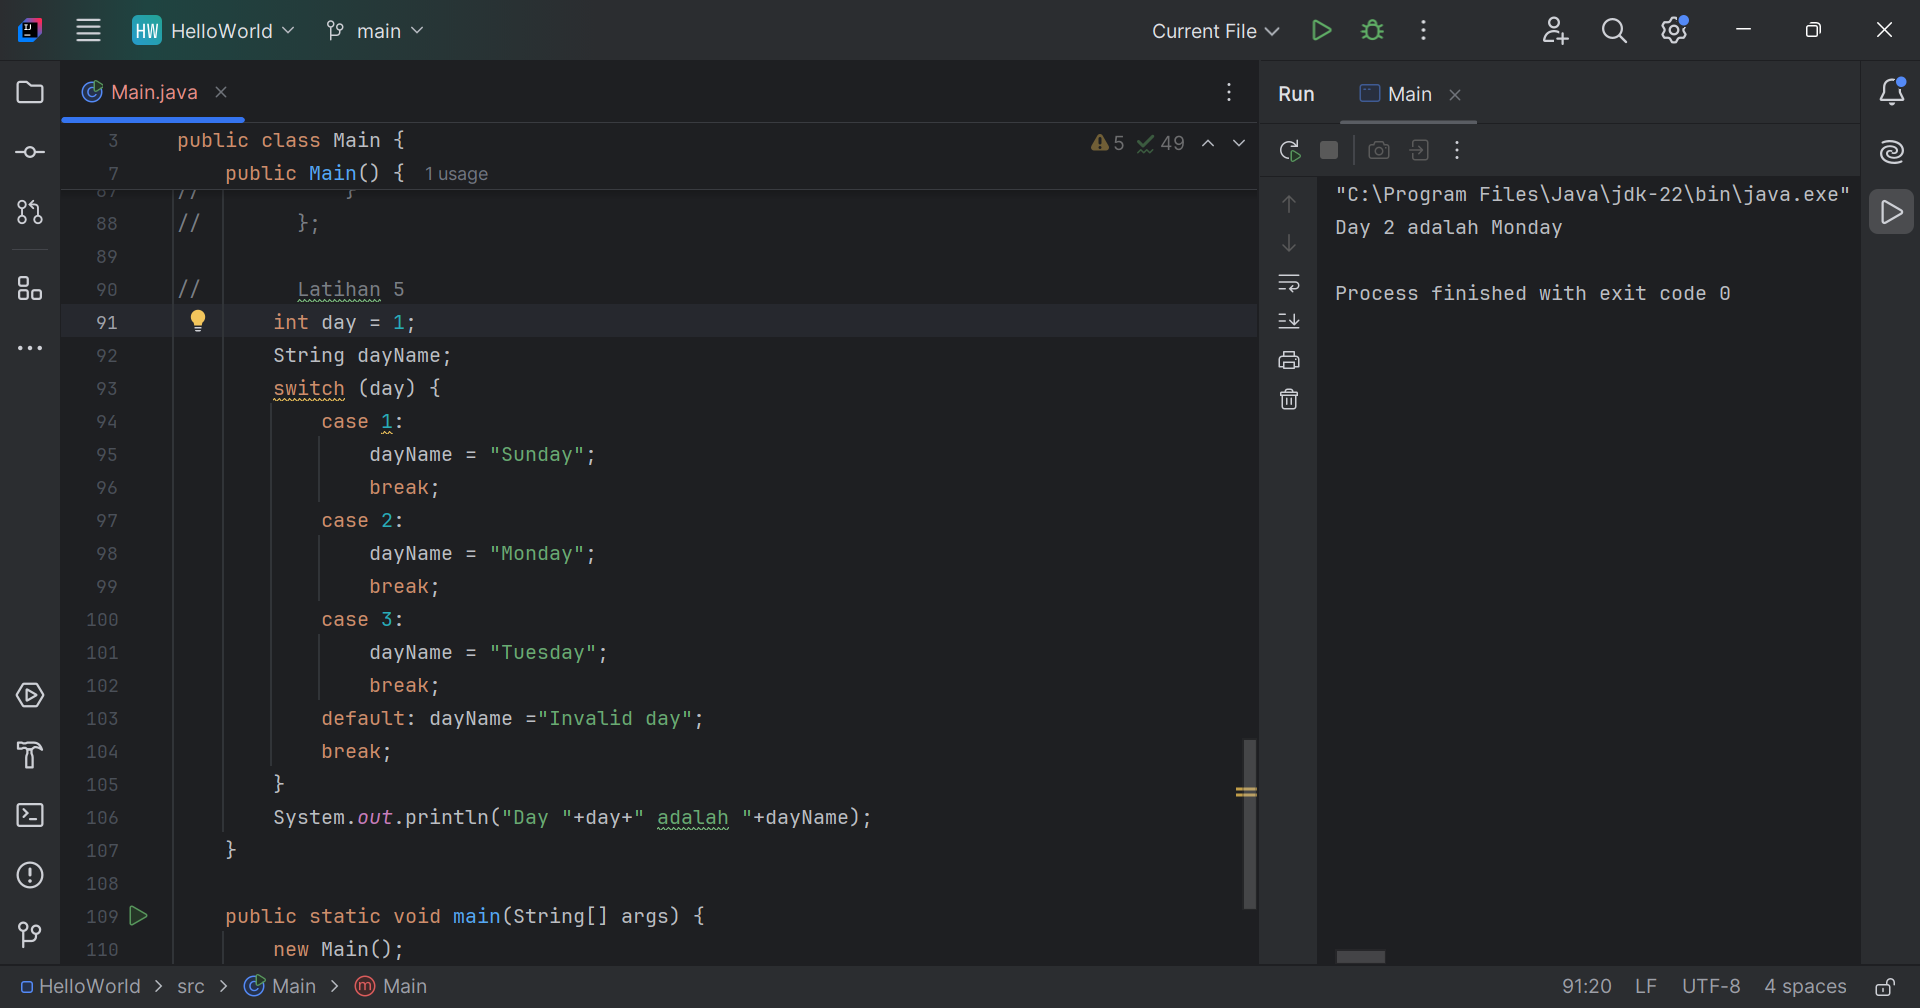 HW HelloWorld main Current File
Main.java Run Main
3 public class Main { 5 49
7 public Main() { 1 usage
87 // }
88 // };
89
90 // Latihan 5
91 int day = 1;
92 String dayName;
93 switch (day) {
94 case 1:
95 dayName = "Sunday";
96 break;
97 case 2:
98 dayName = "Monday";
99 break;
100 case 3:
101 dayName = "Tuesday";
102 break;
103 default: dayName ="Invalid day";
104 break;
105 }
106 System.out.println("Day "+day+" adalah "+dayName);
107 }
108
109 public static void main(String[] args) {
110 new Main();
"C:\Program Files\Java\jdk-22\bin\java.exe"
Day 2 adalah Monday
Process finished with exit code 0
HelloWorld > src > Main > Main 91:20 LF UTF-8 4 spaces